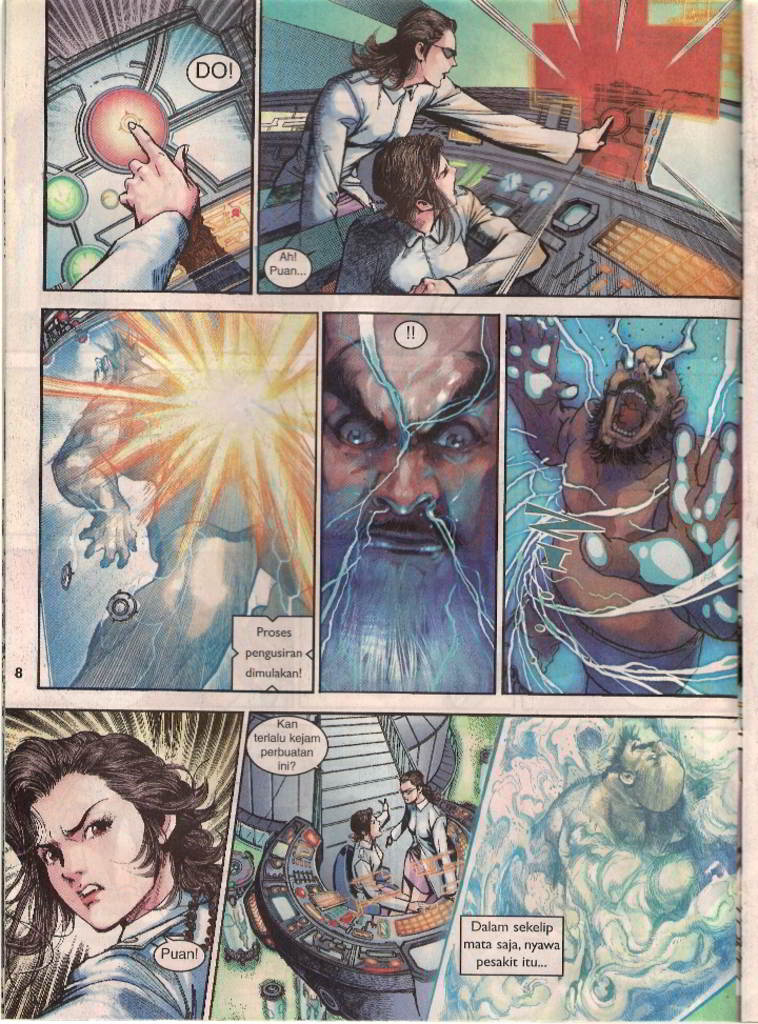 DO!
Ah!
Puan...
!!
Proses
pengusiran
dimulakan!
8
Kan
terlalu kejam
perbuatan
ini?
Puan!
Dalam sekelip
mata saja, nyawa
pesakit itu...